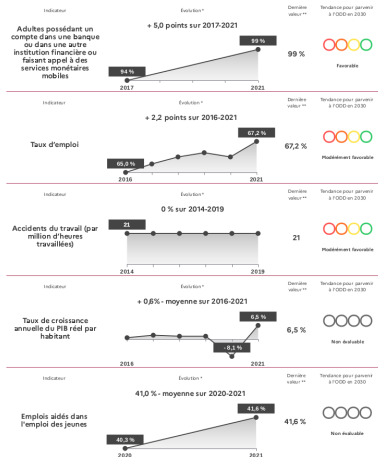 Indicateur
Évolution *
Dernière
valeur **
Tendance pour parvenir
à l'ODD en 2030
Adultes possédant un
compte dans une banque
ou dans une autre
institution financière ou
faisant appel à des
services monétaires
mobiles
+ 5,0 points sur 2017-2021
94 %
99 %
2017
2021
99 %
Favorable
Indicateur
Évolution *
Dernière
valeur **
Tendance pour parvenir
à l'ODD en 2030
Taux d'emploi
+ 2,2 points sur 2016-2021
65,0 %
67,2 %
2016
2021
67,2 %
Modérément favorable
Indicateur
Évolution *
Dernière
valeur **
Tendance pour parvenir
à l'ODD en 2030
Accidents du travail (par
million d'heures
travaillées)
0 % sur 2014-2019
21
2014
2019
21
Modérément favorable
Indicateur
Évolution *
Dernière
valeur **
Tendance pour parvenir
à l'ODD en 2030
Taux de croissance
annuelle du PIB réel par
habitant
+ 0,6% - moyenne sur 2016-2021
6,5 %
- 8,1 %
2016
2021
6,5 %
Non évaluable
Indicateur
Évolution *
Dernière
valeur **
Tendance pour parvenir
à l'ODD en 2030
Emplois aidés dans
l'emploi des jeunes
41,0 % - moyenne sur 2020-2021
40,3 %
41,6 %
2020
2021
41,6 %
Non évaluable